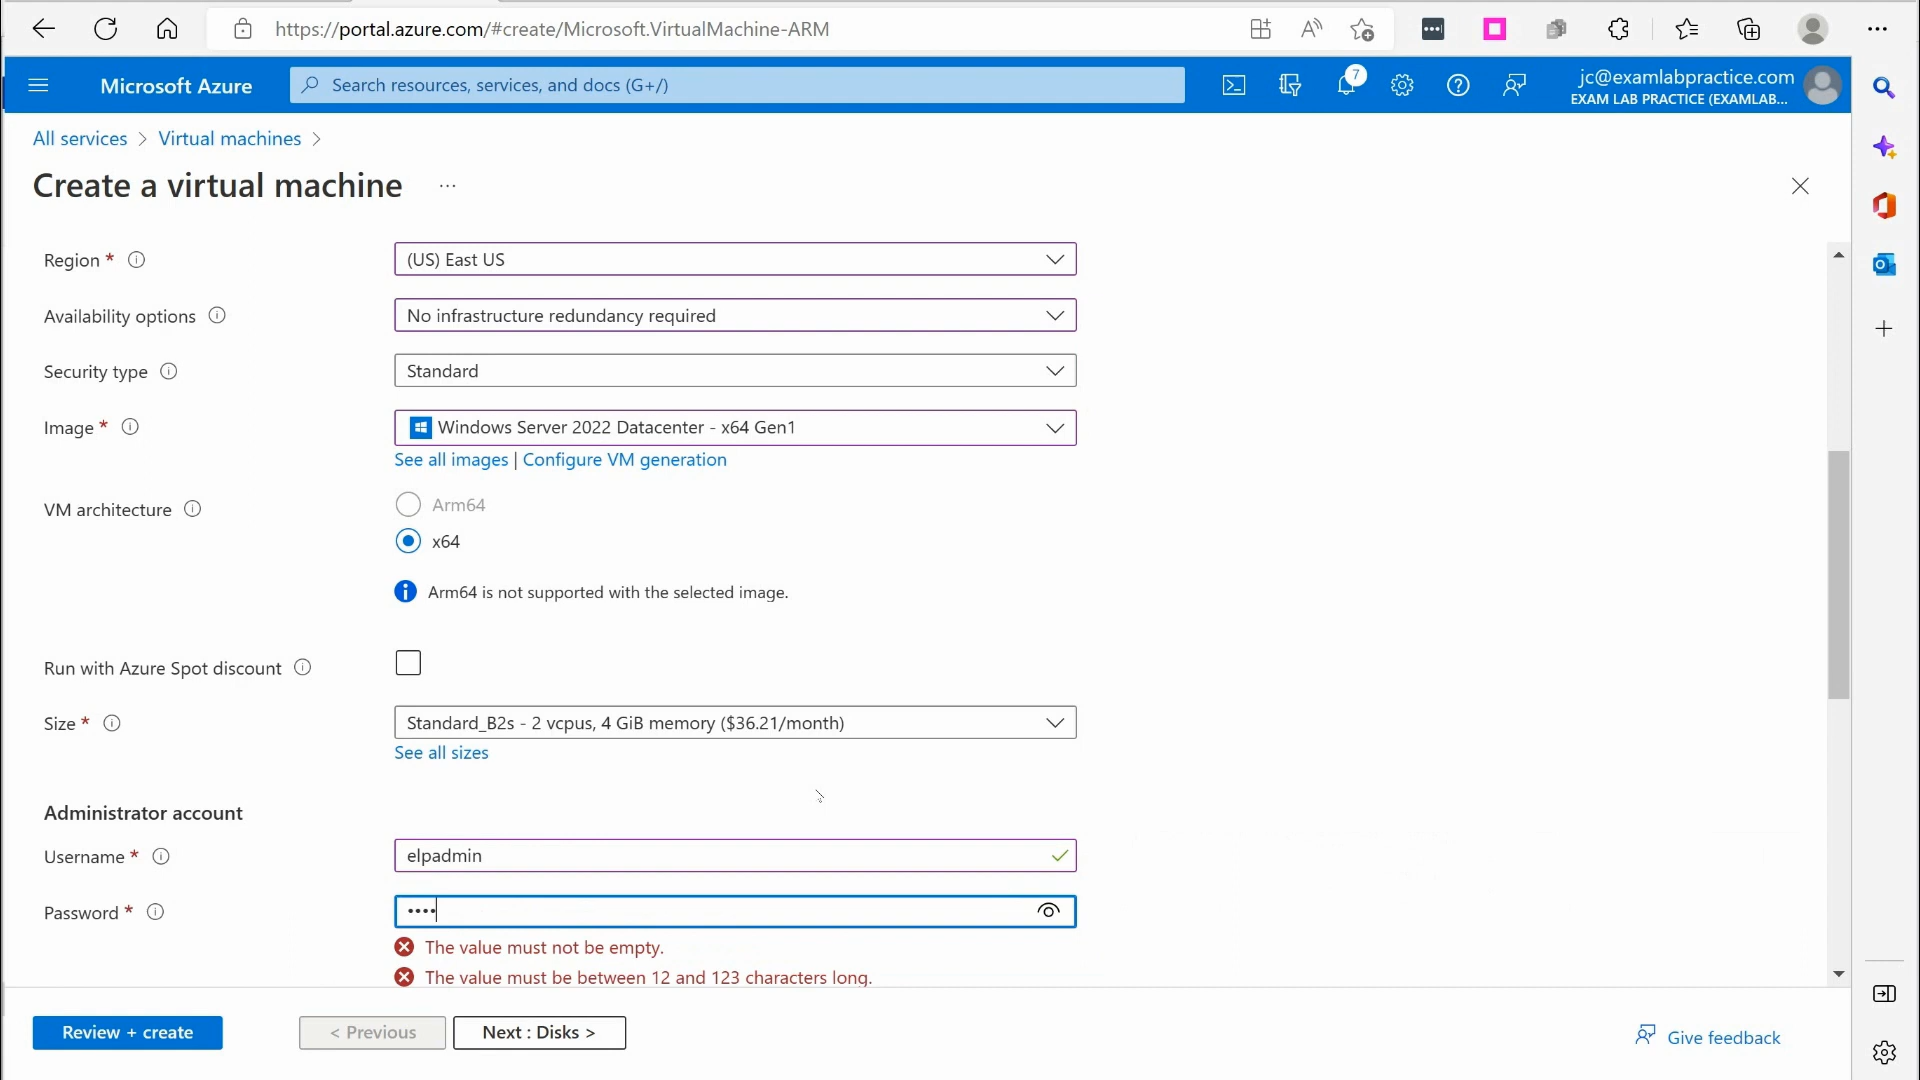 https://portal.azure.com/#create/Microsoft.VirtualMachine-ARM
Microsoft Azure
Search resources, services, and docs (G+/)
7
jc@examlabpractice.com
EXAM LAB PRACTICE (EXAMLAB...
All services > Virtual machines >
Create a virtual machine ...
Region *
(US) East US
Availability options
No infrastructure redundancy required
Security type
Standard
Image *
Windows Server 2022 Datacenter - x64 Gen1
See all images | Configure VM generation
VM architecture
Arm64
x64
Arm64 is not supported with the selected image.
Run with Azure Spot discount
Size *
Standard_B2s - 2 vcpus, 4 GiB memory ($36.21/month)
See all sizes
Administrator account
Username *
elpadmin
Password *
••••
The value must not be empty.
The value must be between 12 and 123 characters long.
Review + create
< Previous
Next : Disks >
Give feedback